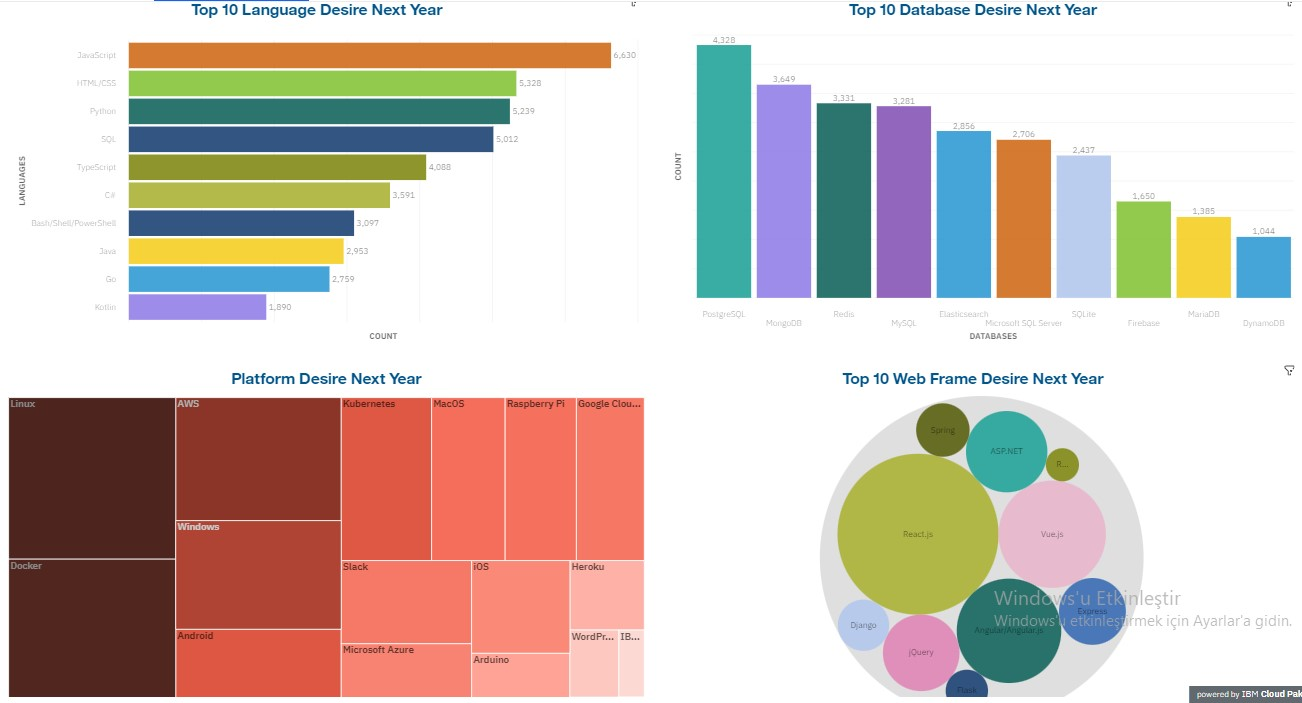 Top 10 Language Desire Next Year
LANGUAGES
JavaScript 6,630
HTML/CSS 5,328
Python 5,239
SQL 5,012
TypeScript 4,088
C# 3,591
Bash/Shell/PowerShell 3,097
Java 2,953
Go 2,759
Kotlin 1,890
COUNT
Top 10 Database Desire Next Year
COUNT
4,328
3,649
3,331
3,281
2,856
2,706
2,437
1,650
1,385
1,044
PostgreSQL
MongoDB
Redis
MySQL
Elasticsearch
Microsoft SQL Server
SQLite
Firebase
MariaDB
DynamoDB
DATABASES
Platform Desire Next Year
Linux
AWS
Kubernetes
MacOS
Raspberry Pi
Google Clou...
Windows
Docker
Slack
iOS
Heroku
Android
Microsoft Azure
WordPr...
IB...
Arduino
Top 10 Web Frame Desire Next Year
Spring
ASP.NET
R...
React.js
Vue.js
Express
Django
Angular/Angular.js
jQuery
Flask
Windows'u Etkinleştir
Windows'u etkinleştirmek için Ayarlar'a gidin.
powered by IBM Cloud Pak